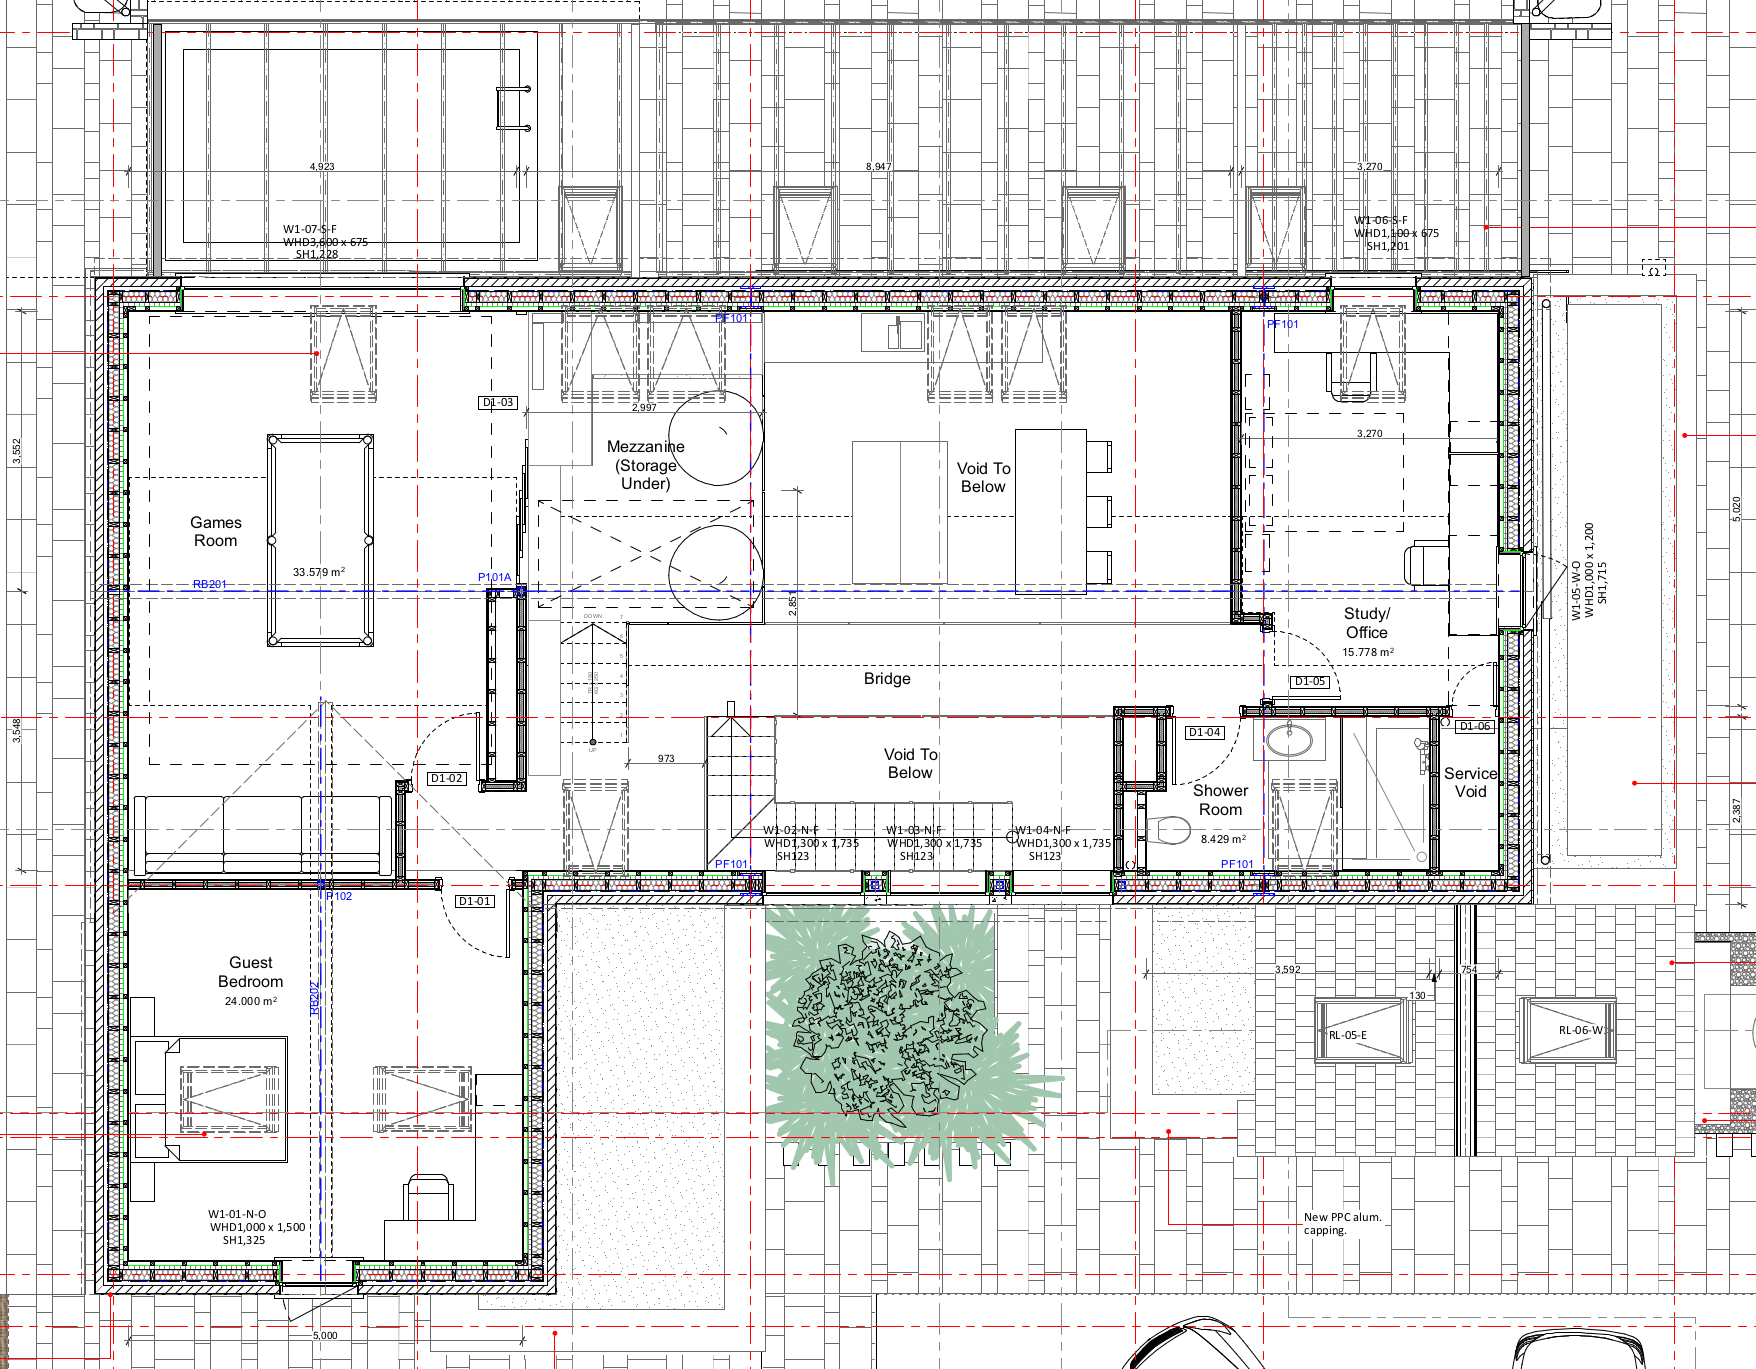 4,923
8,947
3,270
W1-07-S-F
WHD3,600 x 675
SH1,228
W1-06-S-F
WHD1,100 x 675
SH1,201
PF101
PF101
D1-03
2,997
3,270
3,552
Mezzanine
(Storage
Under)
Void To
Below
Games
Room
33.579 m²
RB201
P101A
5,020
W1-05-W-O
WHD1,000 x 1,200
SH1,715
2,851
DOWN
UP
Study/
Office
15.778 m²
Bridge
D1-05
3,548
D1-02
973
Void To
Below
D1-04
D1-06
Shower
Room
8.429 m²
Service
Void
2,387
W1-02-N-F
WHD1,300 x 1,735
SH123
W1-03-N-F
WHD1,300 x 1,735
SH123
W1-04-N-F
WHD1,300 x 1,735
SH123
PF101
PF101
P102
D1-01
Guest
Bedroom
24.000 m²
RB202
3,592
754
130
RL-05-E
RL-06-W
W1-01-N-O
WHD1,000 x 1,500
SH1,325
New PPC alum.
capping.
5,000